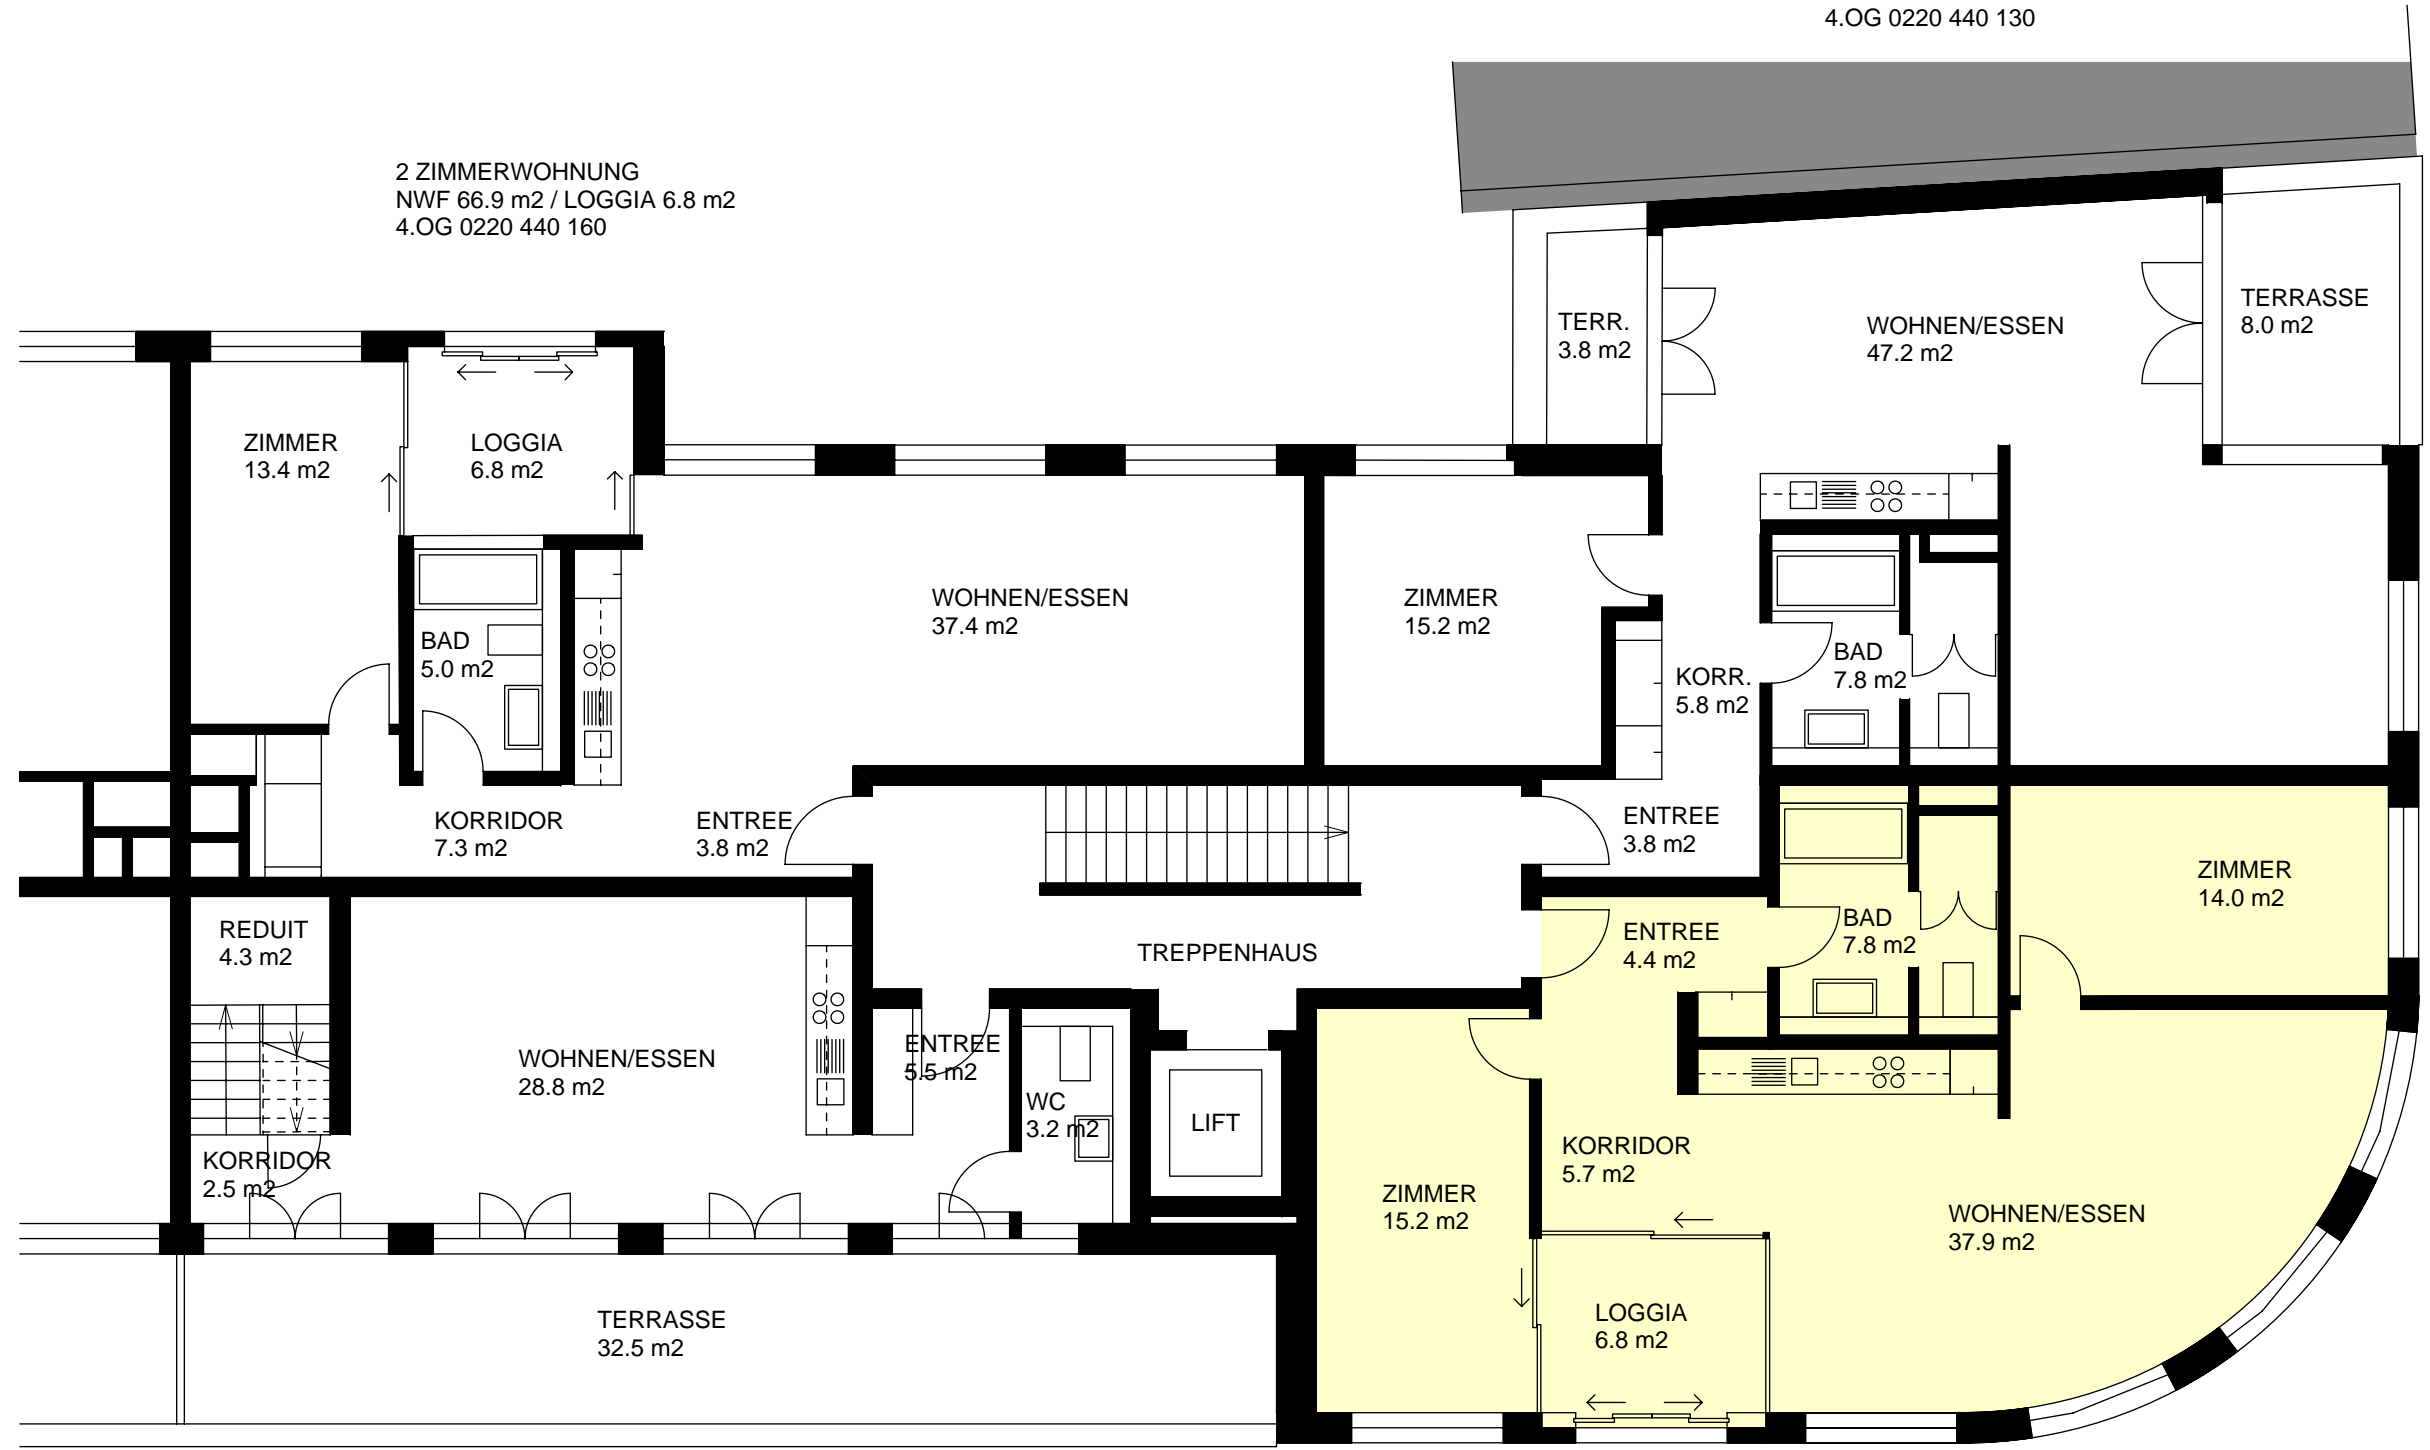 4.OG 0220 440 130
2 ZIMMERWOHNUNG
NWF 66.9 m2 / LOGGIA 6.8 m2
4.OG 0220 440 160
TERR.
3.8 m2
WOHNEN/ESSEN
47.2 m2
TERRASSE
8.0 m2
ZIMMER
13.4 m2
LOGGIA
6.8 m2
BAD
5.0 m2
WOHNEN/ESSEN
37.4 m2
ZIMMER
15.2 m2
KORR.
5.8 m2
BAD
7.8 m2
KORRIDOR
7.3 m2
ENTREE
3.8 m2
ENTREE
3.8 m2
ZIMMER
14.0 m2
REDUIT
4.3 m2
TREPPENHAUS
ENTREE
4.4 m2
BAD
7.8 m2
WOHNEN/ESSEN
28.8 m2
ENTREE
5.5 m2
WC
3.2 m2
LIFT
KORRIDOR
2.5 m2
KORRIDOR
5.7 m2
ZIMMER
15.2 m2
WOHNEN/ESSEN
37.9 m2
TERRASSE
32.5 m2
LOGGIA
6.8 m2